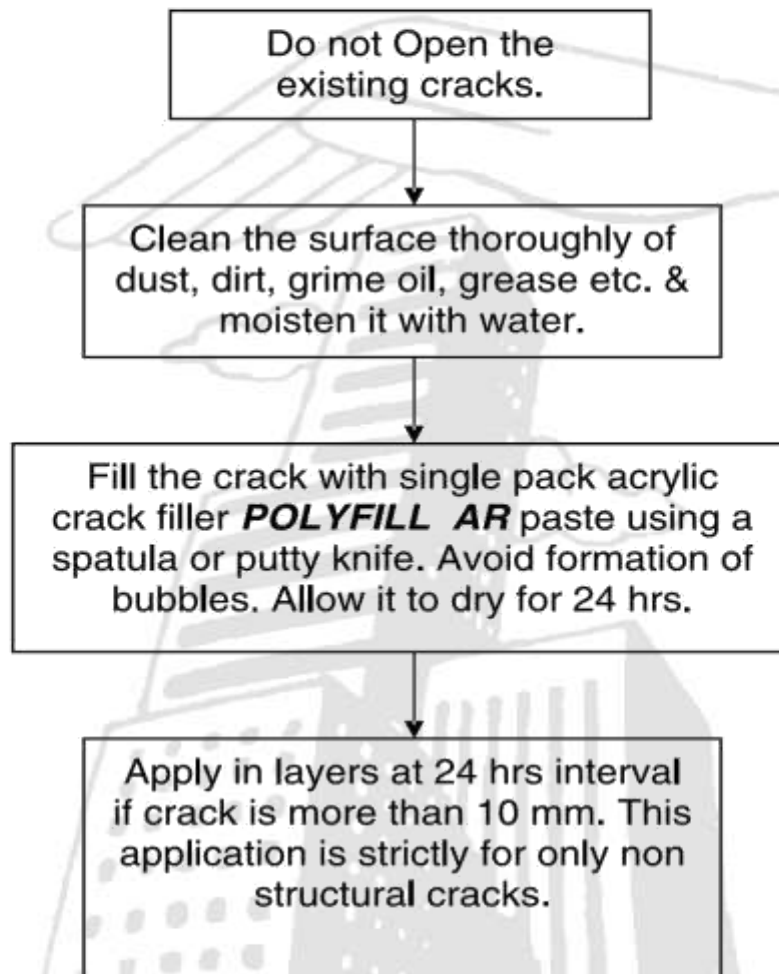 Do not Open the
existing cracks.
Clean the surface thoroughly of
dust, dirt, grime oil, grease etc. &
moisten it with water.
Fill the crack with single pack acrylic
crack filler POLYFILL AR paste using a
spatula or putty knife. Avoid formation of
bubbles. Allow it to dry for 24 hrs.
Apply in layers at 24 hrs interval
if crack is more than 10 mm. This
application is strictly for only non
structural cracks.